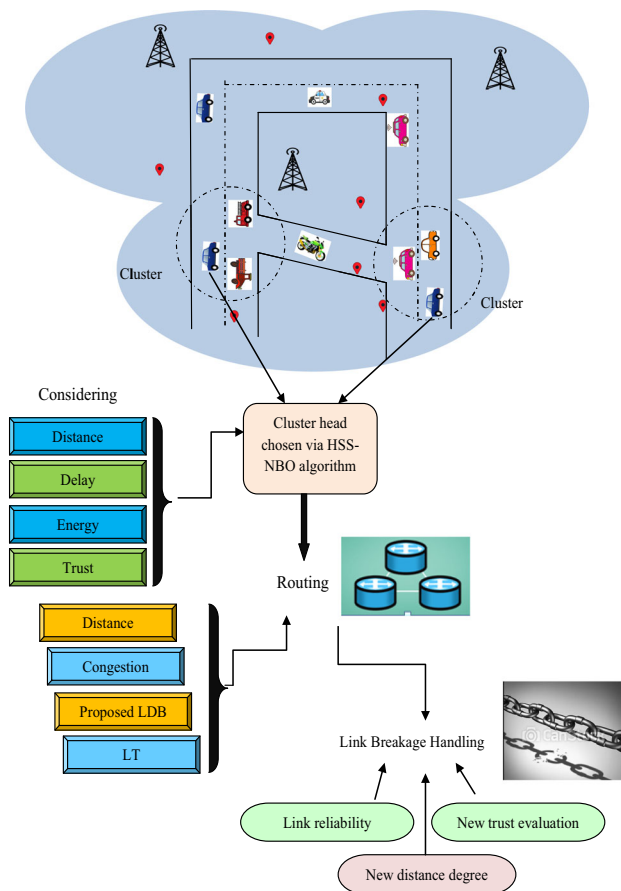 Cluster
Cluster
Considering
Distance
Delay
Energy
Trust
Cluster head
chosen via HSS-
NBO algorithm
Routing
Distance
Congestion
Proposed LDB
LT
Link Breakage Handling
Link reliability
New trust evaluation
New distance degree